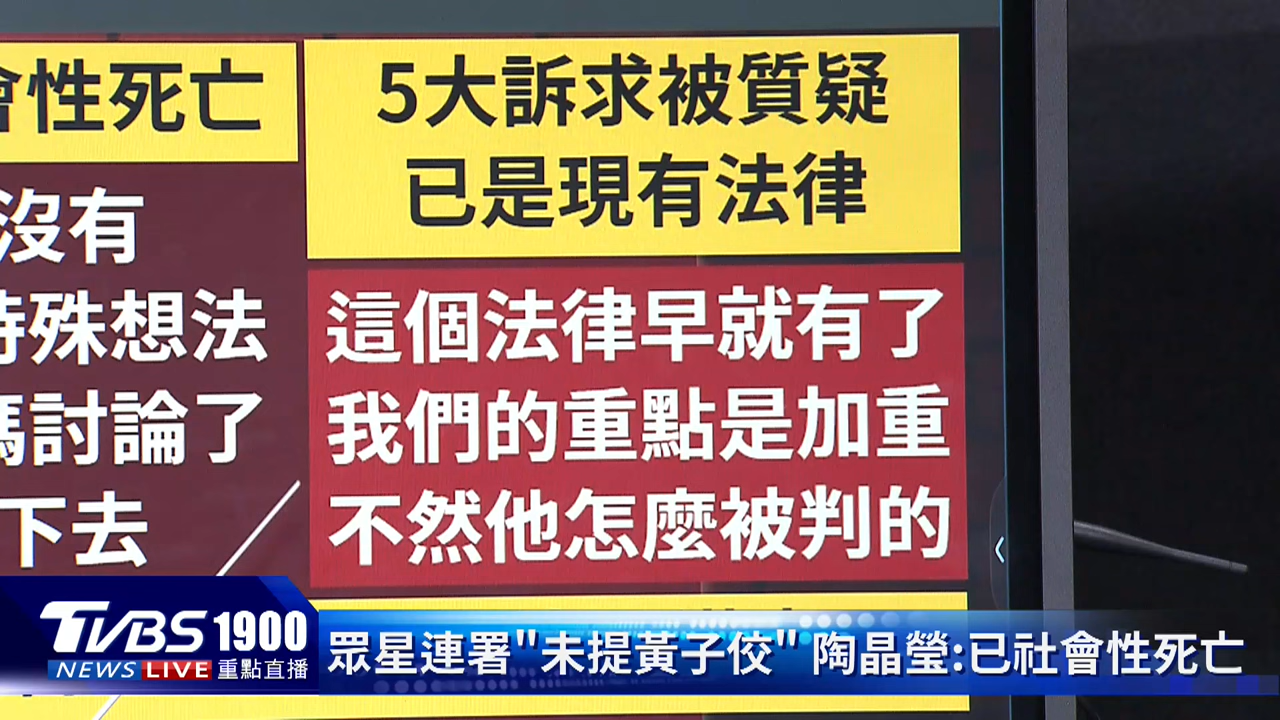 會性死亡
沒有
特殊想法
嗎討論了
下去
5大訴求被質疑
已是現有法律
這個法律早就有了
我們的重點是加重
不然他怎麼被判的
TVBS 1900
NEWS LIVE 重點直播
眾星連署"未提黃子佼" 陶晶瑩:已社會性死亡